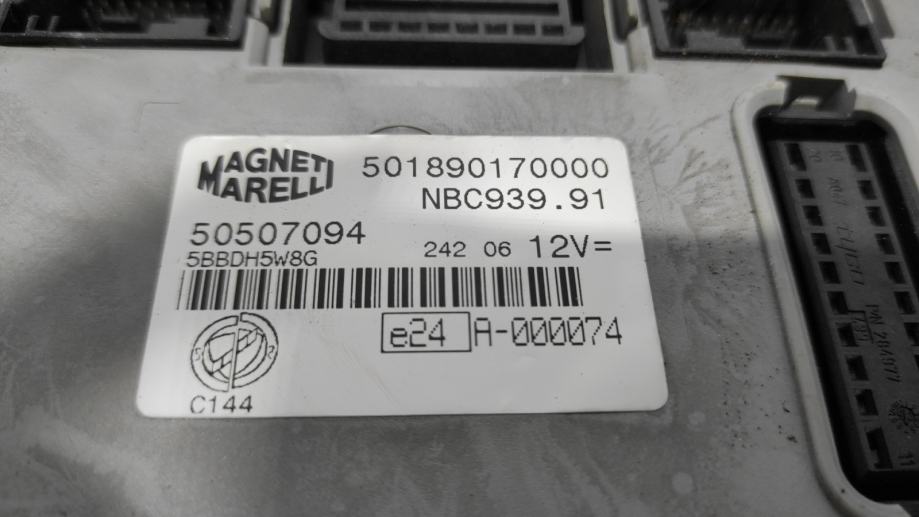 MAGNETI
MARELLI
501890170000
NBC939.91
50507094
242 06 12V=
5BBDH5W8G
e24 A-000074
C144